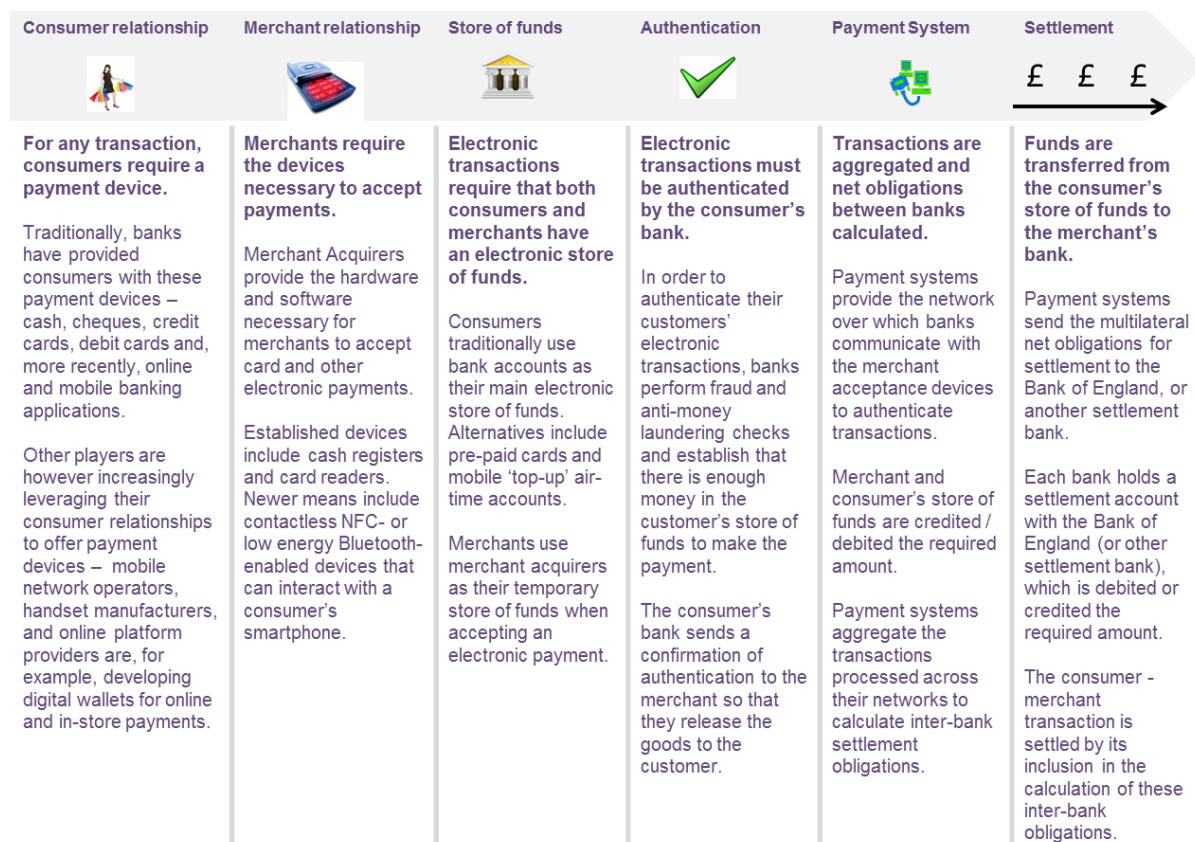 Consumer relationship
Merchant relationship
Store of funds
Authentication
Payment System
Settlement
£ £ £
For any transaction,
consumers require a
payment device.
Traditionally, banks
have provided
consumers with these
payment devices –
cash, cheques, credit
cards, debit cards and,
more recently, online
and mobile banking
applications.
Other players are
however increasingly
leveraging their
consumer relationships
to offer payment
devices – mobile
network operators,
handset manufacturers,
and online platform
providers are, for
example, developing
digital wallets for online
and in-store payments.
Merchants require
the devices
necessary to accept
payments.
Merchant Acquirers
provide the hardware
and software
necessary for
merchants to accept
card and other
electronic payments.
Established devices
include cash registers
and card readers.
Newer means include
contactless NFC- or
low energy Bluetooth-
enabled devices that
can interact with a
consumer’s
smartphone.
Electronic
transactions
require that both
consumers and
merchants have
an electronic store
of funds.
Consumers
traditionally use
bank accounts as
their main electronic
store of funds.
Alternatives include
pre-paid cards and
mobile ‘top-up’ air-
time accounts.
Merchants use
merchant acquirers
as their temporary
store of funds when
accepting an
electronic payment.
Electronic
transactions must
be authenticated
by the consumer’s
bank.
In order to
authenticate their
customers’
electronic
transactions, banks
perform fraud and
anti-money
laundering checks
and establish that
there is enough
money in the
customer’s store of
funds to make the
payment.
The consumer’s
bank sends a
confirmation of
authentication to the
merchant so that
they release the
goods to the
customer.
Transactions are
aggregated and
net obligations
between banks
calculated.
Payment systems
provide the network
over which banks
communicate with
the merchant
acceptance devices
to authenticate
transactions.
Merchant and
consumer’s store of
funds are credited /
debited the required
amount.
Payment systems
aggregate the
transactions
processed across
their networks to
calculate inter-bank
settlement
obligations.
Funds are
transferred from
the consumer’s
store of funds to
the merchant’s
bank.
Payment systems
send the multilateral
net obligations for
settlement to the
Bank of England, or
another settlement
bank.
Each bank holds a
settlement account
with the Bank of
England (or other
settlement bank),
which is debited or
credited the
required amount.
The consumer -
merchant
transaction is
settled by its
inclusion in the
calculation of these
inter-bank
obligations.